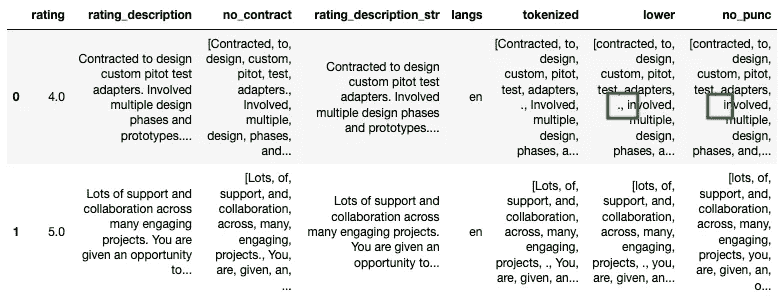 rating rating_description no_contract rating_description_str langs tokenized lower no_punc
0
4.0
Contracted to design
custom pitot test
adapters. Involved
multiple design
phases and
prototypes....
[Contracted, to,
design, custom,
pitot, test,
adapters.,
Involved,
multiple,
design, phases,
and...
Contracted to design
custom pitot test
adapters. Involved
multiple design phases
and prototypes....
en
[Contracted, to,
design,
custom, pitot,
test, adapters,
., Involved,
multiple,
design,
phases, a...
[contracted, to,
design,
custom, pitot,
test, adapters,
., involved,
multiple,
design,
phases, a...
[contracted, to,
design,
custom, pitot,
test, adapters,
involved,
multiple,
design,
phases, and,...
1
5.0
Lots of support and
collaboration across
many engaging
projects. You are
given an opportunity
to...
[Lots, of,
support, and,
collaboration,
across, many,
engaging,
projects., You,
are, given, an,
...
Lots of support and
collaboration across
many engaging projects.
You are given an
opportunity to...
en
[Lots, of,
support, and,
collaboration,
across, many,
engaging,
projects, ., You,
are, given, an...
[lots, of,
support, and,
collaboration,
across, many,
engaging,
projects, ., you,
are, given, an...
[lots, of,
support, and,
collaboration,
across, many,
engaging,
projects, you,
are, given, an,
o...